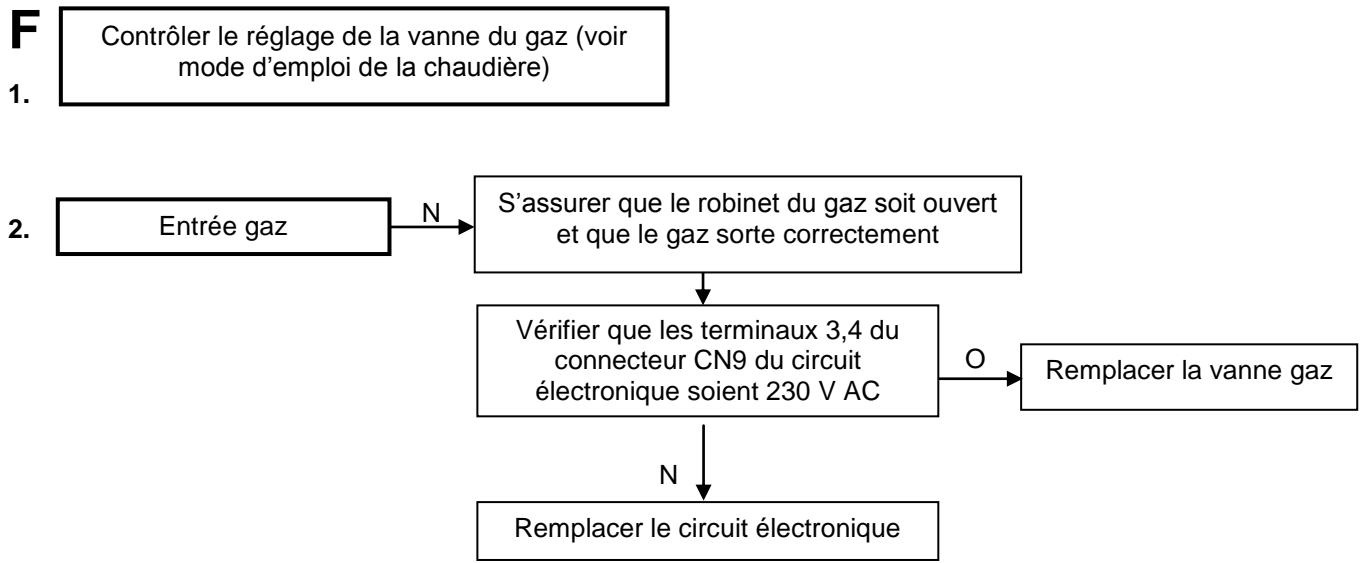 F
Contrôler le réglage de la vanne du gaz (voir
mode d'emploi de la chaudière)
1.
2.
Entrée gaz
N
S'assurer que le robinet du gaz soit ouvert
et que le gaz sorte correctement
Vérifier que les terminaux 3,4 du
connecteur CN9 du circuit
électronique soient 230 V AC
O
Remplacer la vanne gaz
N
Remplacer le circuit électronique